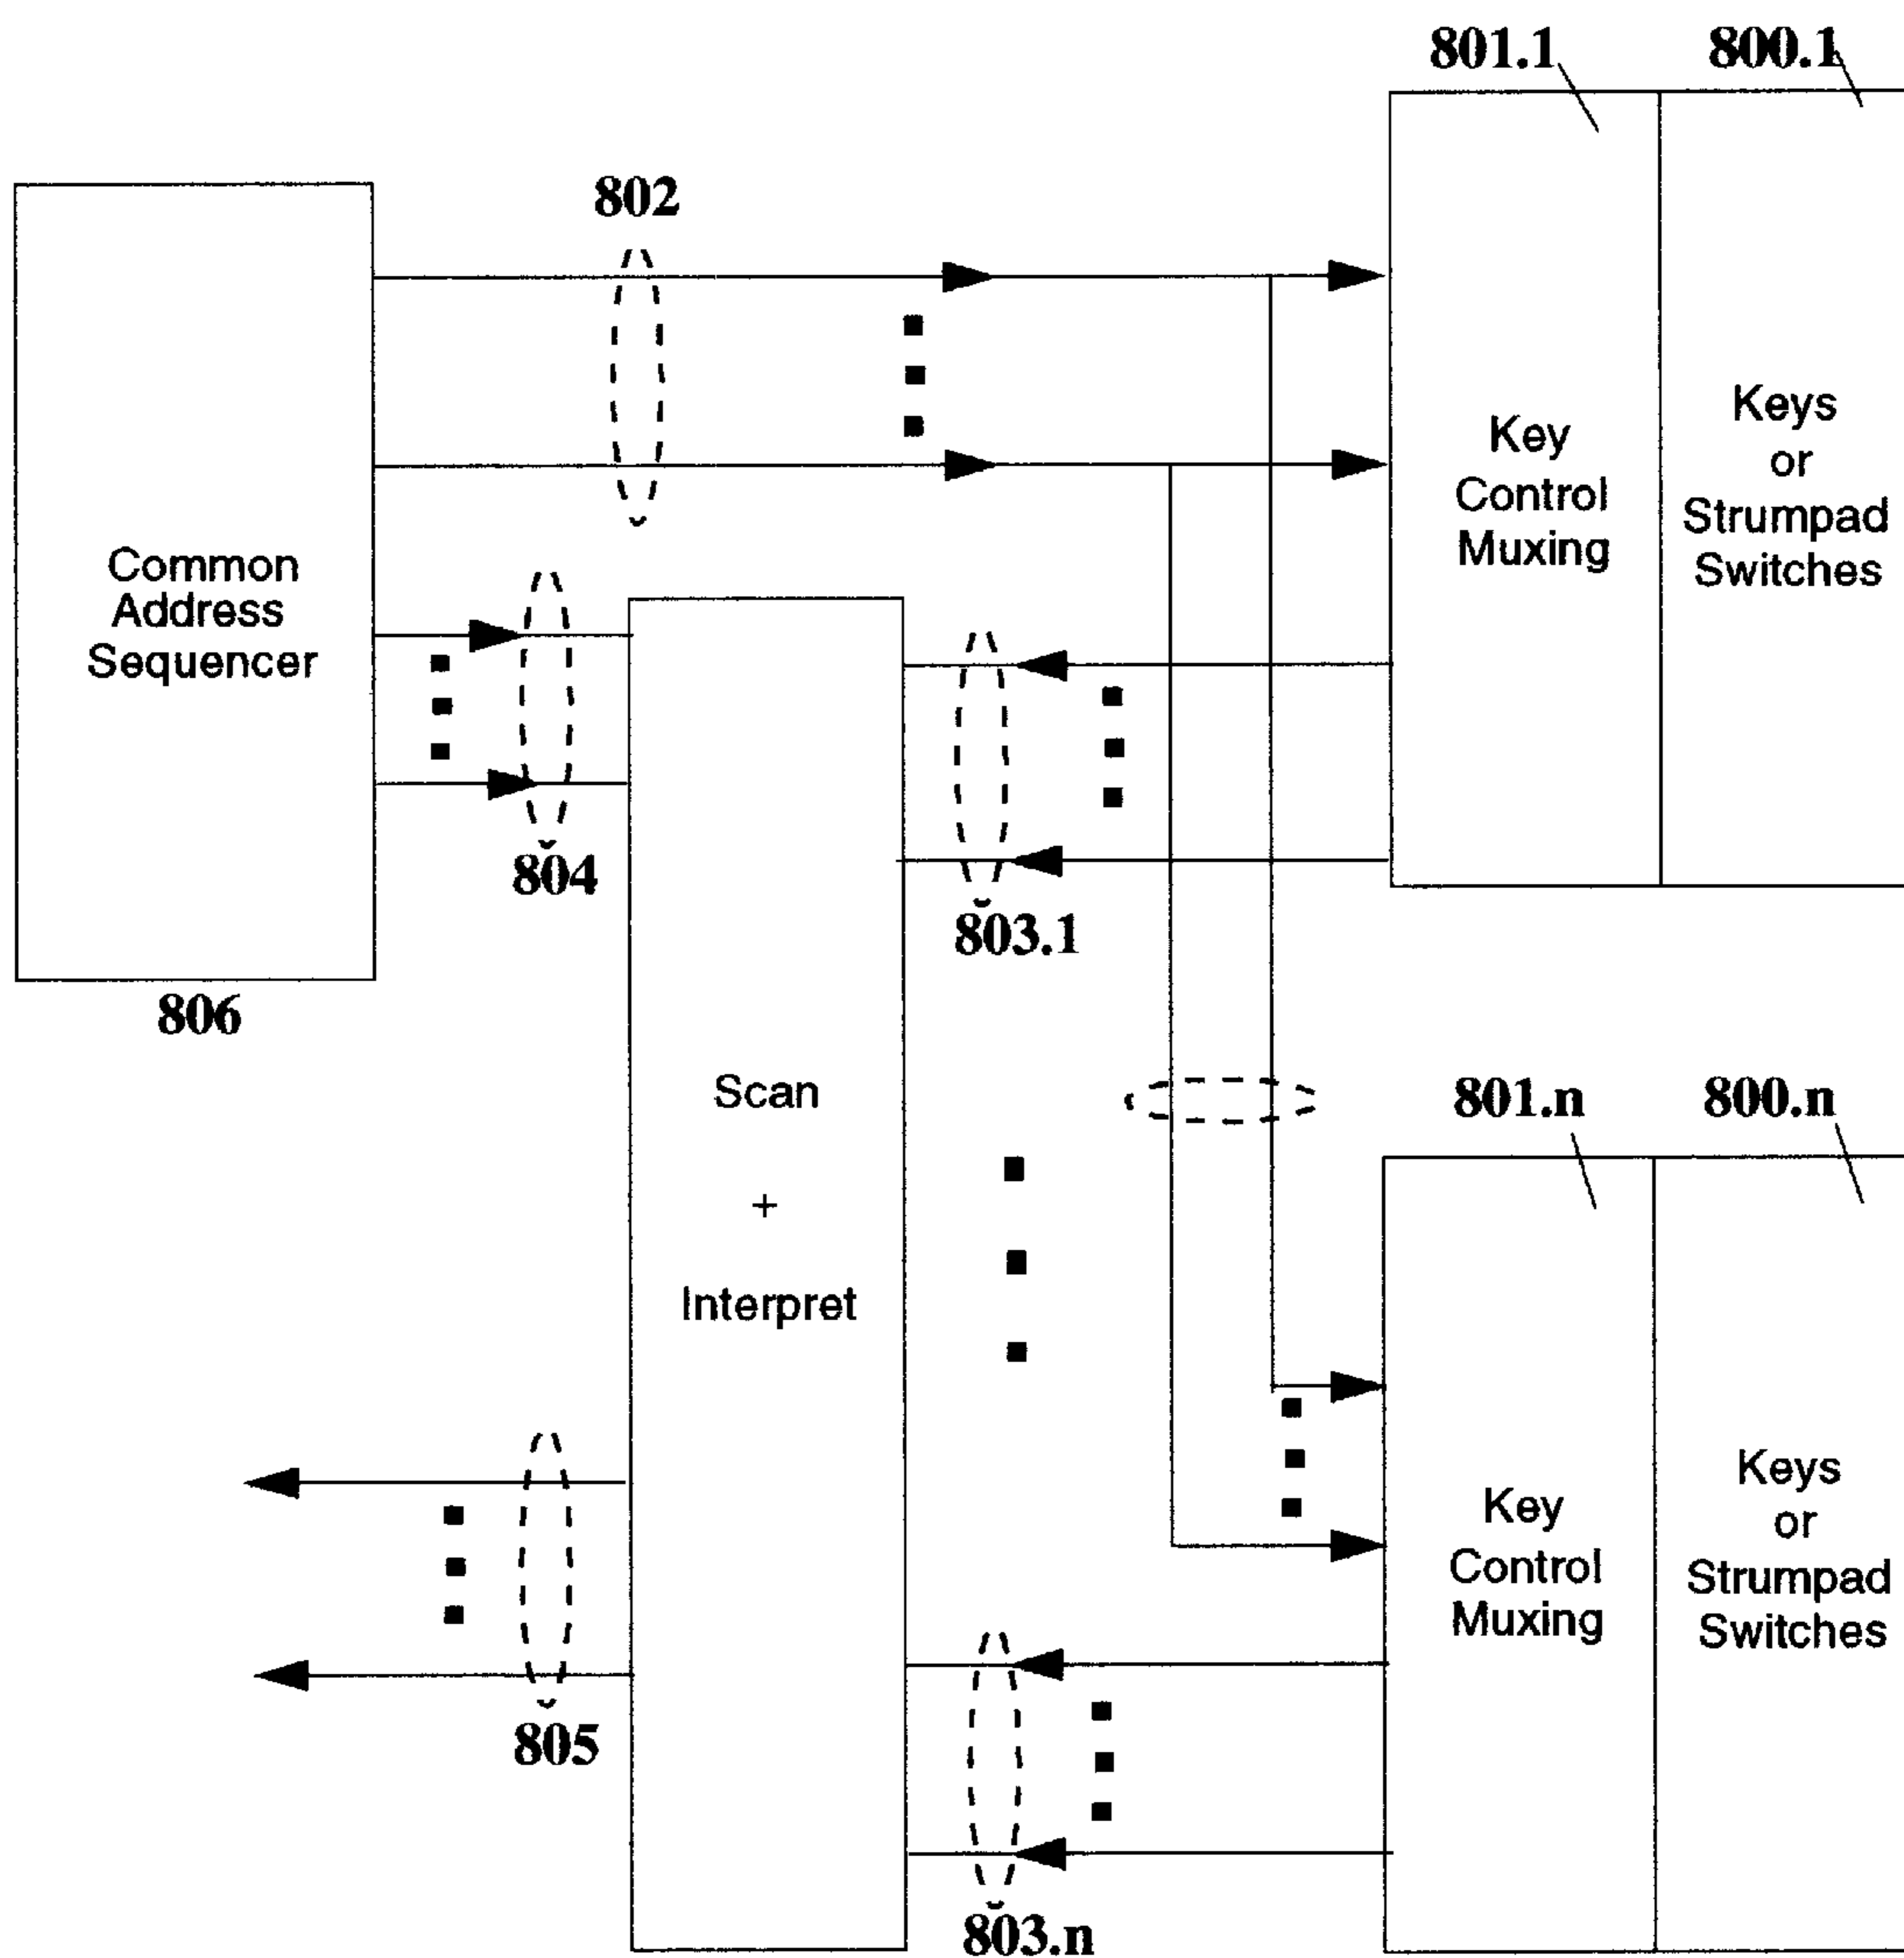 801.1
800.1
802
Common
Address
Sequencer
Key
Control
Muxing
Keys
or
Strumpad
Switches
804
803.1
806
Scan
+
Interpret
801.n
800.n
Key
Control
Muxing
Keys
or
Strumpad
Switches
805
803.n